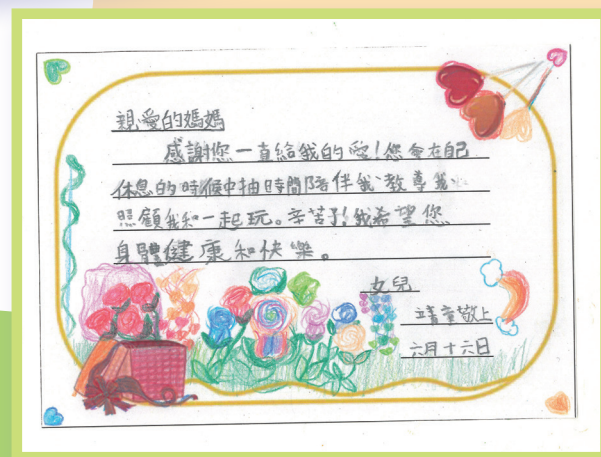 親愛的媽媽
感謝您一直給我的愛!您會在自己
休息的時候中抽時間陪伴我、教導我、
照顧我和一起玩。辛苦了!我希望您
身體健康和快樂。
女兒
靖童敬上
六月十六日